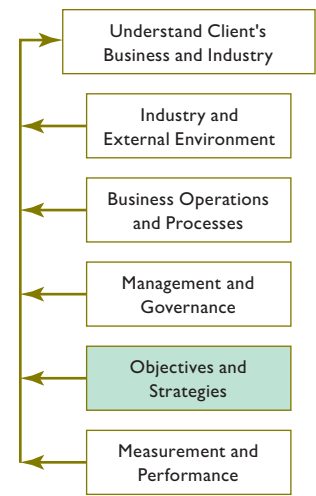 Understand Client's
Business and Industry
Industry and
External Environment
Business Operations
and Processes
Management and
Governance
Objectives and
Strategies
Measurement and
Performance